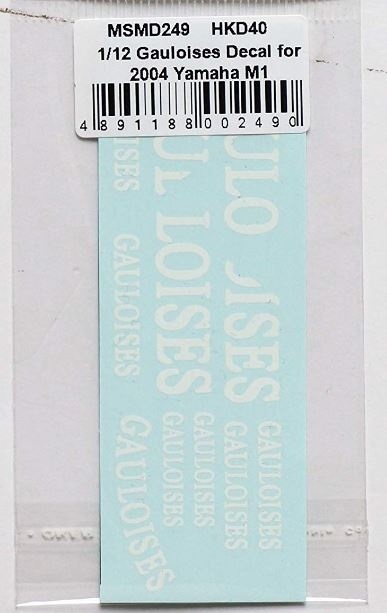 MSMD249 HKD40
1/12 Gauloises Decal for
2004 Yamaha M1
4 891188 002490
ISES
UL LOISES
ULO ISES
GAULOISES
GAULOISES
GAULOISES
GAULOISES
GAULOISES
GAULOISES